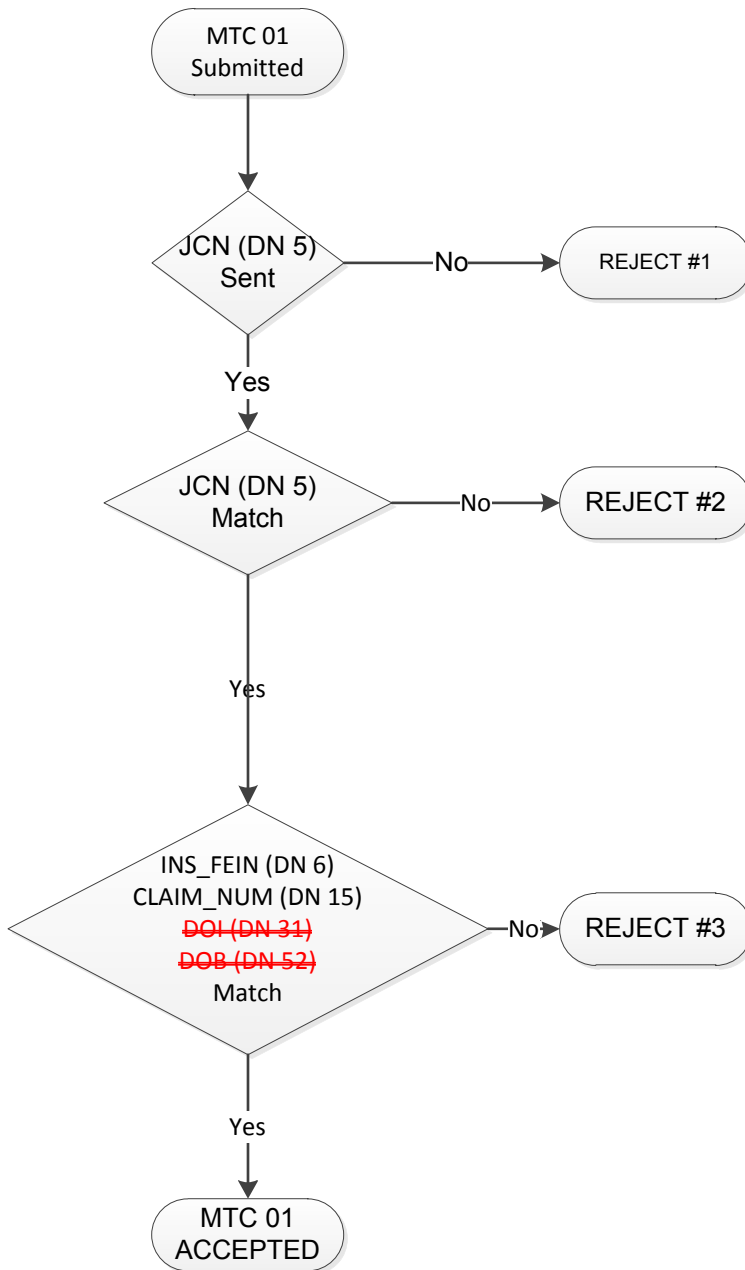 MTC 01
Submitted
JCN (DN 5)
Sent
No
REJECT #1
Yes
JCN (DN 5)
Match
No
REJECT #2
Yes
INS_FEIN (DN 6)
CLAIM_NUM (DN 15)
DOI (DN 31)
DOB (DN 52)
Match
No
REJECT #3
Yes
MTC 01
ACCEPTED